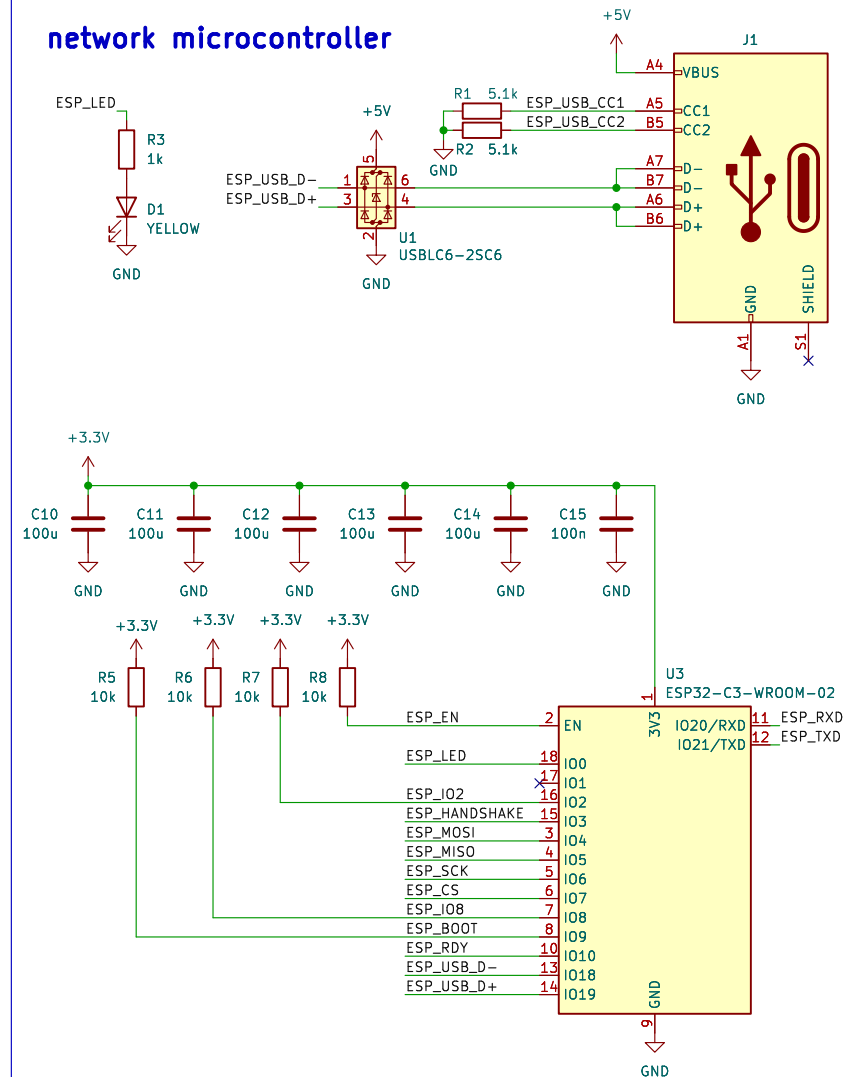 network microcontroller
+5V
J1
A4 VBUS
ESP_LED
R3
1k
D1
YELLOW
GND
+5V
ESP_USB_D-
ESP_USB_D+
1
3
5
6
4
2
U1
USBLC6-2SC6
GND
R1 5.1k
ESP_USB_CC1
A5 CC1
ESP_USB_CC2
B5 CC2
R2 5.1k
GND
A7 D-
B7 D-
A6 D+
B6 D+
GND
SHIELD
A1
S1
GND
+3.3V
C10
100u
C11
100u
C12
100u
C13
100u
C14
100u
C15
100n
GND
GND
GND
GND
GND
GND
+3.3V
+3.3V
+3.3V
+3.3V
R5
10k
R6
10k
R7
10k
R8
10k
U3
ESP32-C3-WROOM-02
1
3V3
ESP_EN 2 EN
IO20/RXD 11 ESP_RXD
IO21/TXD 12 ESP_TXD
ESP_LED 18 IO0
17 IO1
ESP_IO2 16 IO2
ESP_HANDSHAKE 15 IO3
ESP_MOSI 3 IO4
ESP_MISO 4 IO5
ESP_SCK 5 IO6
ESP_CS 6 IO7
ESP_IO8 7 IO8
ESP_BOOT 8 IO9
ESP_RDY 10 IO10
ESP_USB_D- 13 IO18
ESP_USB_D+ 14 IO19
GND
9
GND